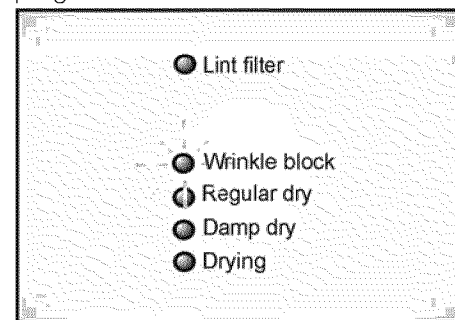 Lint filter
Wrinkle block
Regular dry
Damp dry
Drying